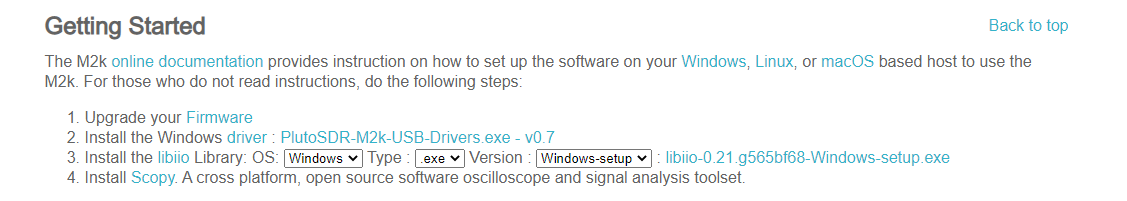 Getting Started
Back to top
The M2k online documentation provides instruction on how to set up the software on your Windows, Linux, or macOS based host to use the
M2k. For those who do not read instructions, do the following steps:
1. Upgrade your Firmware
2. Install the Windows driver : PlutoSDR-M2k-USB-Drivers.exe - v0.7
3. Install the libiio Library: OS: Windows Type : .exe Version : Windows-setup : libiio-0.21.g565bf68-Windows-setup.exe
4. Install Scopy. A cross platform, open source software oscilloscope and signal analysis toolset.